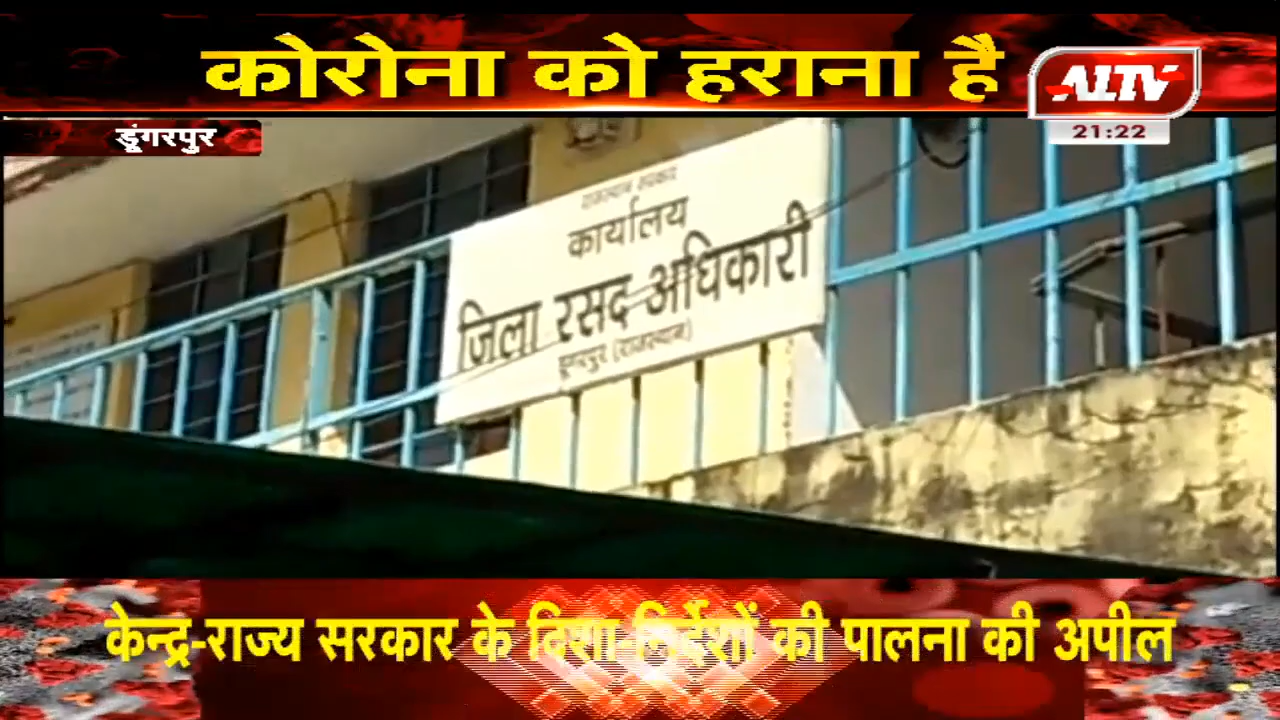 कोरोना को हराना है
ALTV
21:22
डूंगरपुर
राजस्थान सरकार
कार्यालय
जिला रसद अधिकारी
डूंगरपुर (राजस्थान)
केन्द्र-राज्य सरकार के दिशा-निर्देशों की पालना की अपील